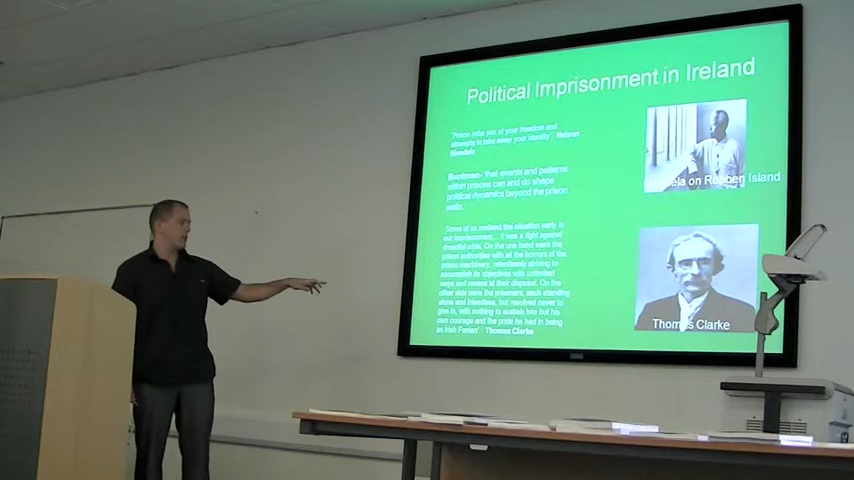 Political Imprisonment in Ireland
'Prison robs you of your freedom and
attempts to take away your identity' / Nelson
Mandela
Buntman- 'that events and patterns
within prisons can and do shape
political dynamics beyond the prison
walls.'
Some of us realised the situation early in
our imprisonment... It was a fight against
dreadful odds. On the one hand were the
prison authorities with all the horrors of the
prison machinery, relentlessly striving to
accomplish its objectives with unlimited
ways and means at their disposal. On the
other side were the prisoners, each standing
alone and friendless, but resolved never to
give in, with nothing to sustain him but his
own courage and the pride he had in being
an Irish Fenian' Thomas Clarke
ela on Robben Island
Thomas Clarke